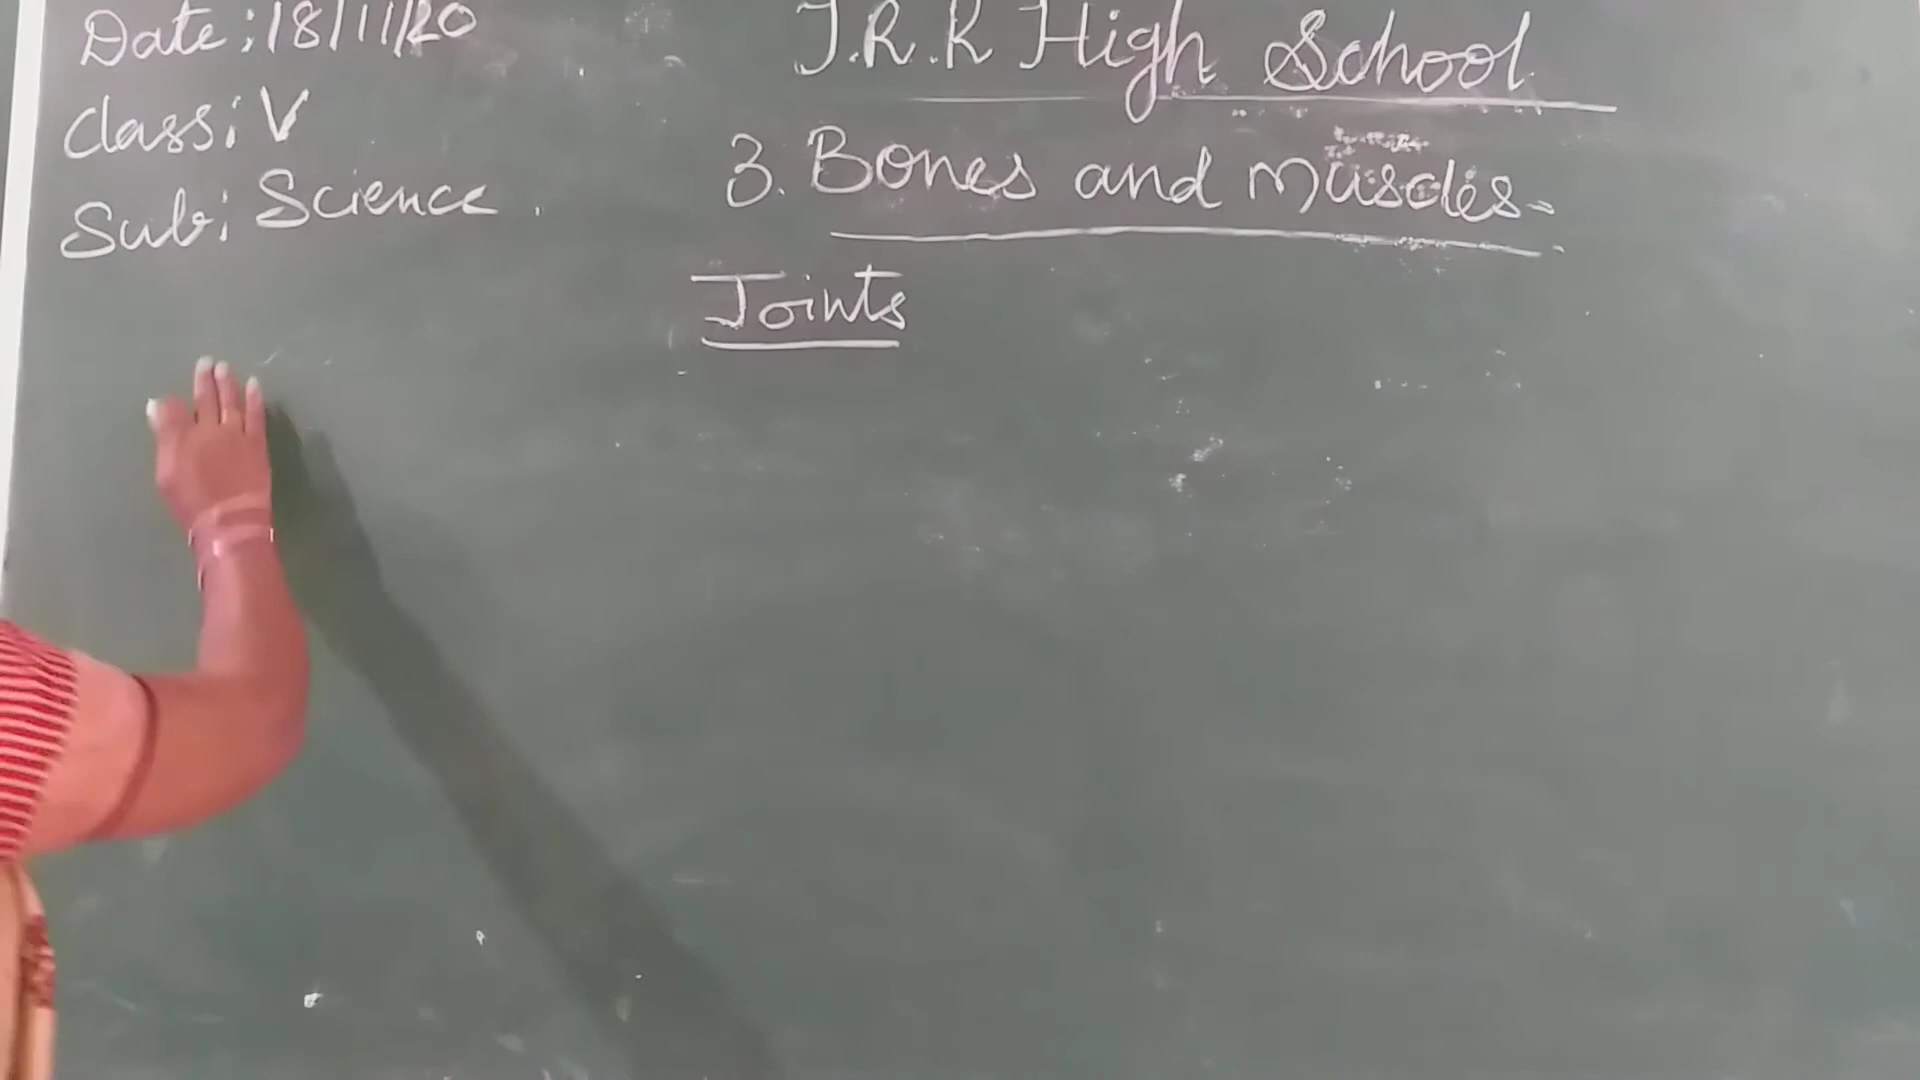 Date: 18/11/20
Class: V
Sub: Science.
J.R.R High School
3. Bones and Muscles
Joints